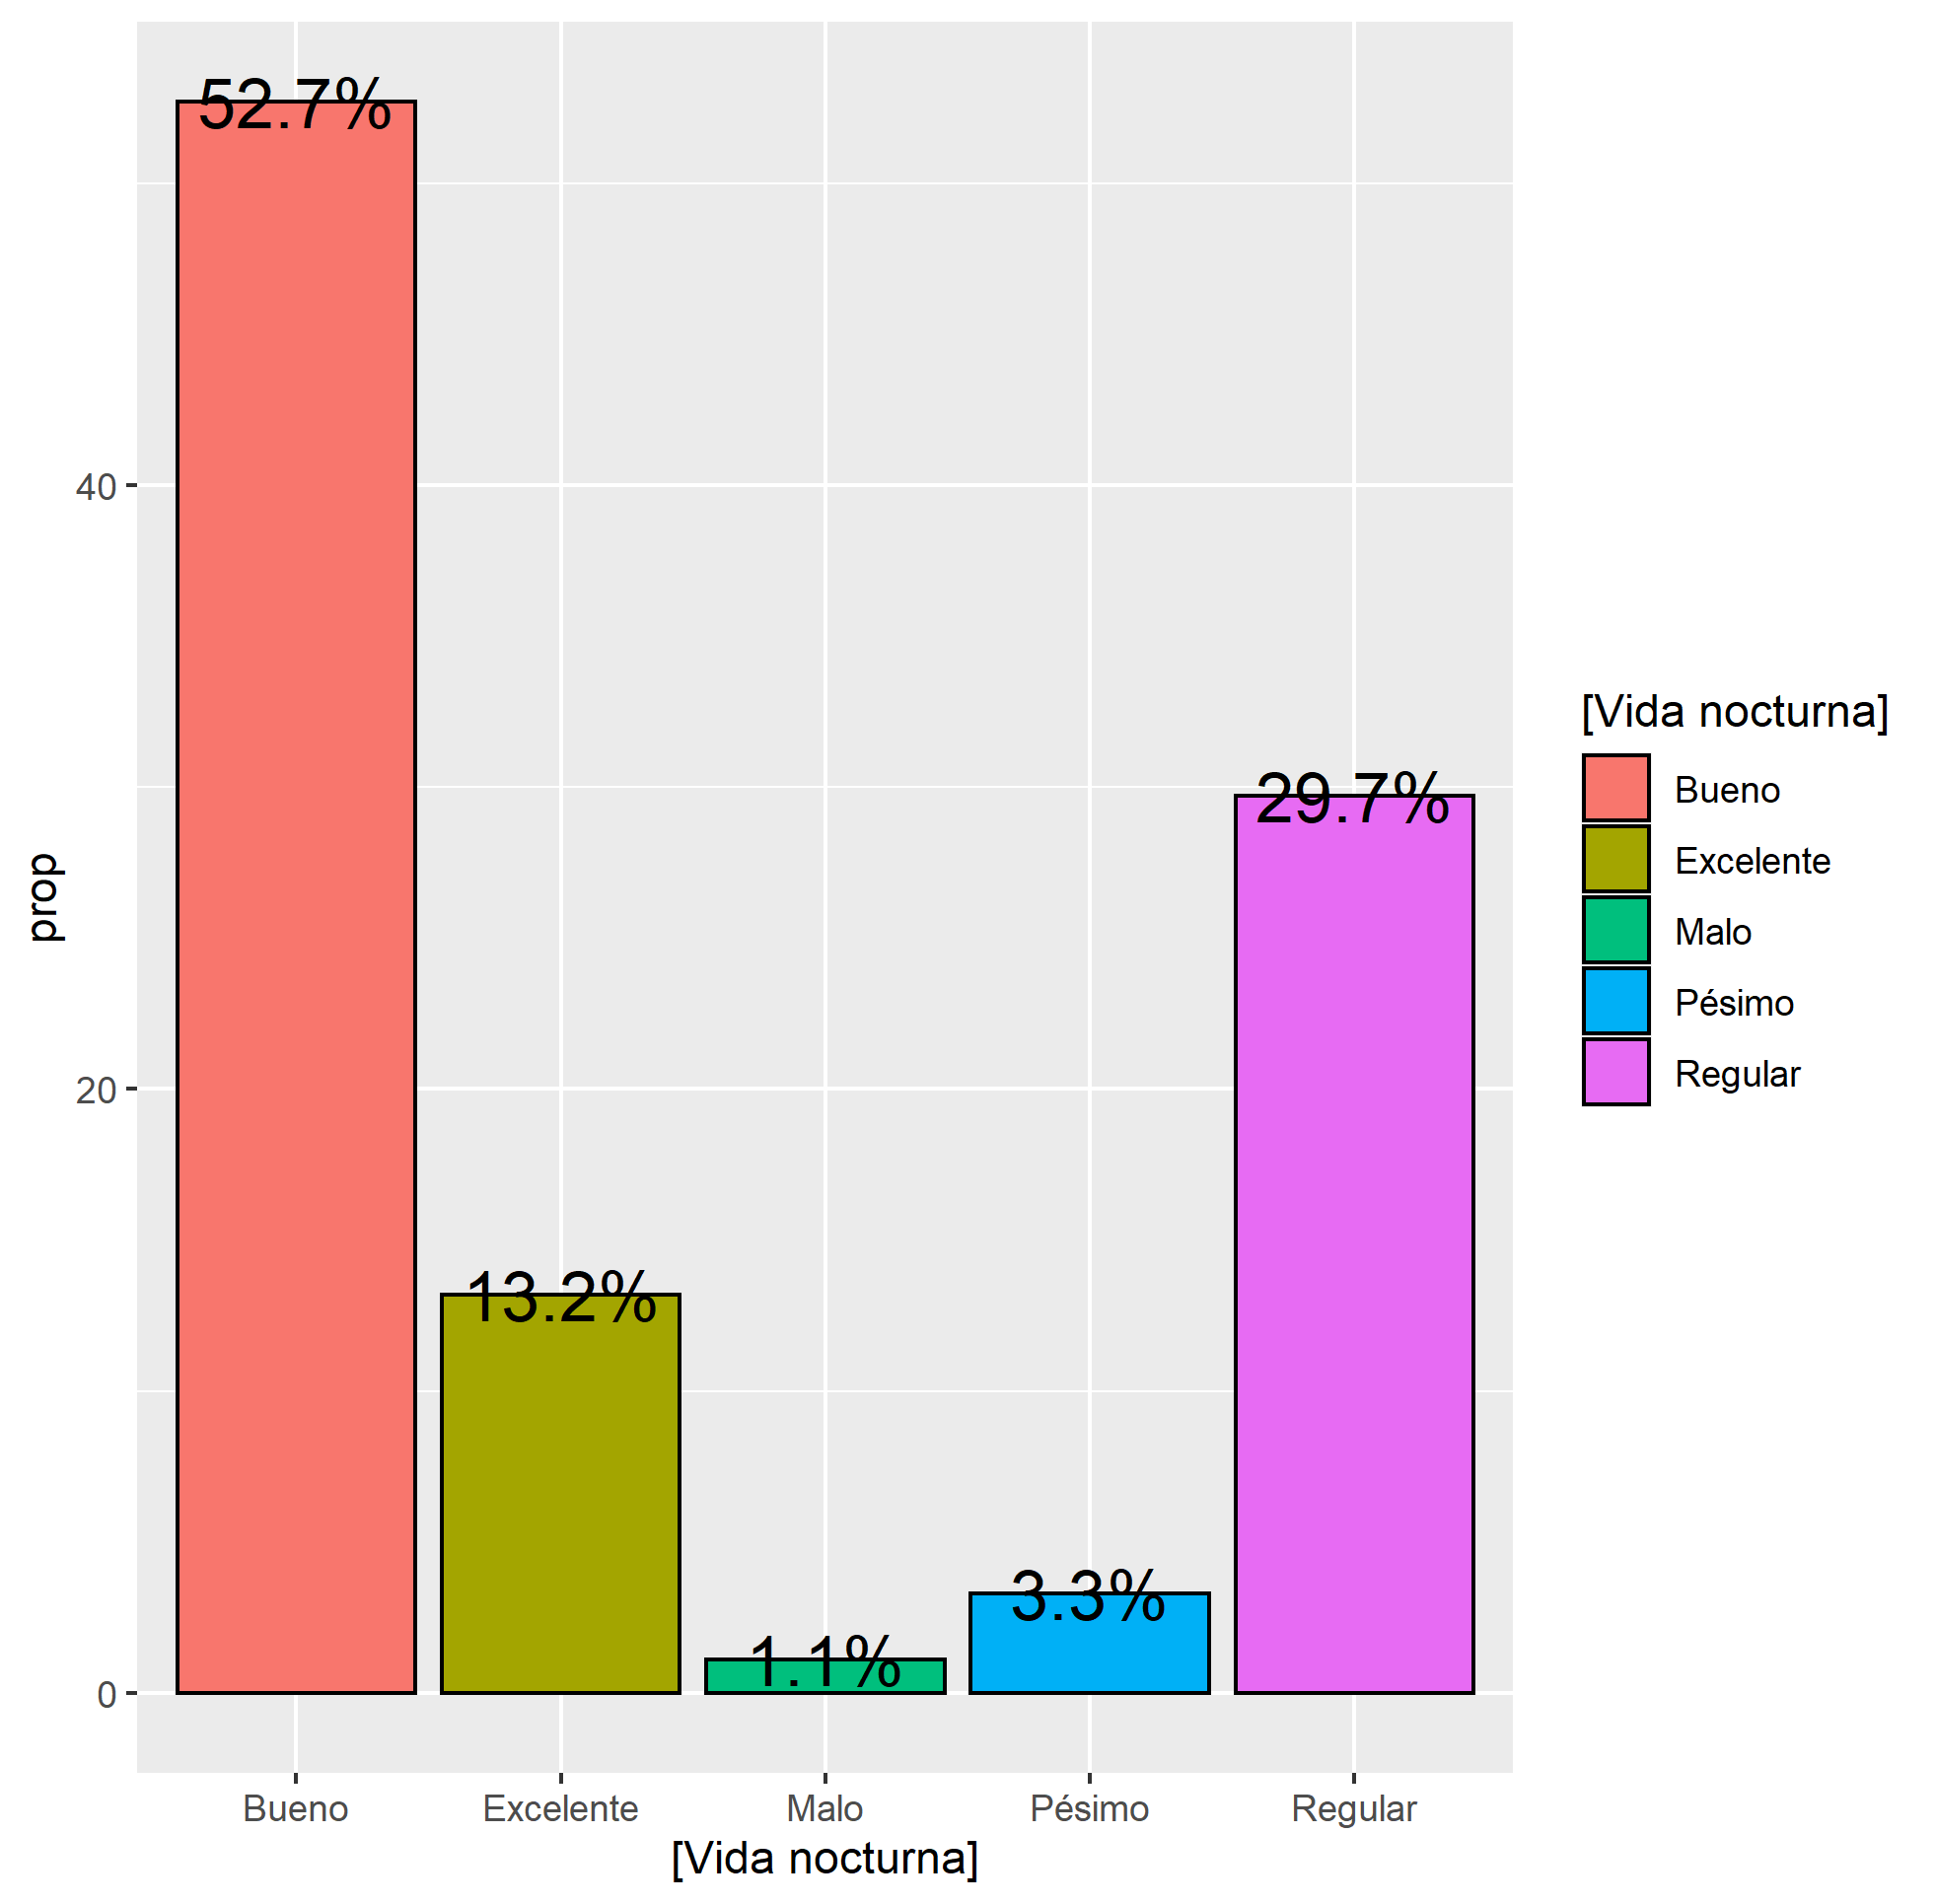 52.7%
40
[Vida nocturna]
29.7%
Bueno
prop
Excelente
Malo
Pésimo
20
Regular
13.2%
3.3%
1.1%
0
Bueno Excelente Malo Pésimo Regular
[Vida nocturna]